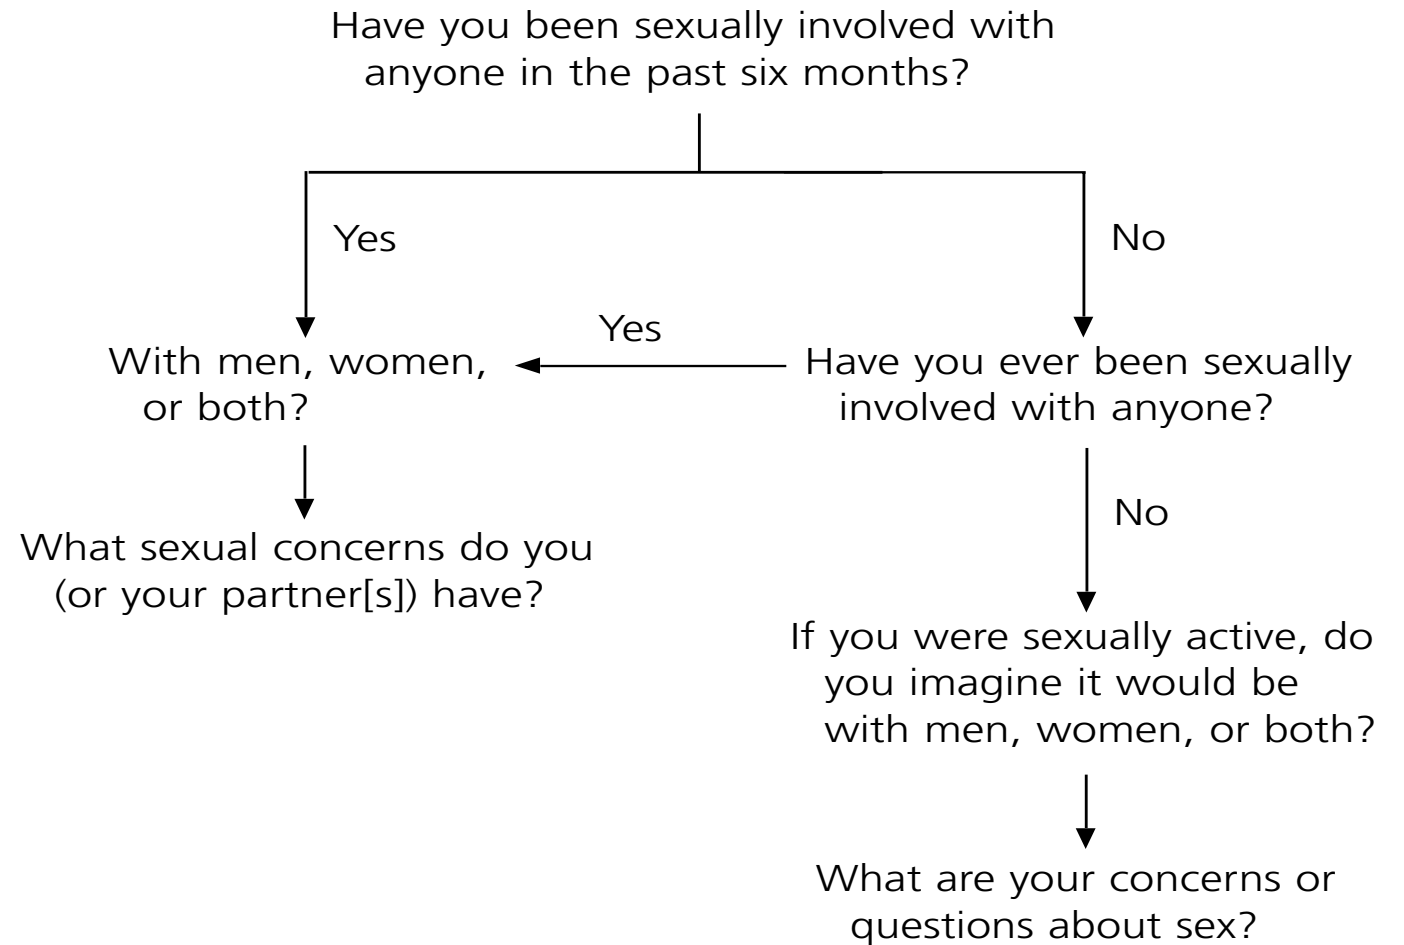 Have you been sexually involved with
anyone in the past six months?
Yes
No
With men, women,
or both?
Yes
Have you ever been sexually
involved with anyone?
What sexual concerns do you
(or your partner[s]) have?
No
If you were sexually active, do
you imagine it would be
with men, women, or both?
What are your concerns or
questions about sex?